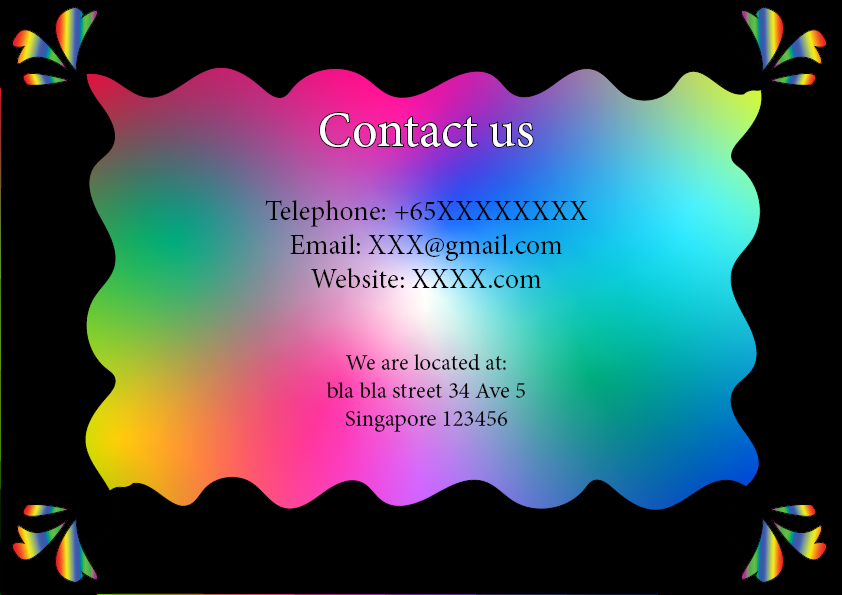 Contact us
Telephone: +65XXXXXXXX
Email: XXX@gmail.com
Website: XXXX.com
We are located at:
bla bla street 34 Ave 5
Singapore 123456